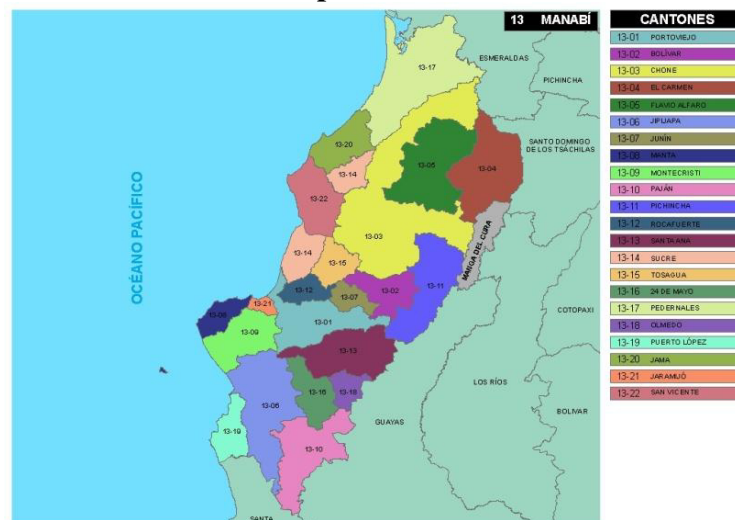 13 MANABÍ
ESMERALDAS
PICHINCHA
SANTO DOMINGO
DE LOS TSÁCHILAS
MANGA DEL CURA
COTOPAXI
LOS RÍOS
BOLIVAR
GUAYAS
SANTA
OCÉANO PACÍFICO
13-17
13-20
13-14
13-05
13-04
13-22
13-03
13-14
13-15
13-12
13-07
13-02
13-11
13-21
13-08
13-01
13-09
13-13
13-16
13-18
13-06
13-19
13-10
CANTONES
13-01 PORTOVIEJO
13-02 BOLÍVAR
13-03 CHONE
13-04 EL CARMEN
13-05 FLAVIO ALFARO
13-06 JIPIJAPA
13-07 JUNÍN
13-08 MANTA
13-09 MONTECRISTI
13-10 PAJÁN
13-11 PICHINCHA
13-12 ROCAFUERTE
13-13 SANTA ANA
13-14 SUCRE
13-15 TOSAGUA
13-16 24 DE MAYO
13-17 PEDERNALES
13-18 OLMEDO
13-19 PUERTO LÓPEZ
13-20 JAMA
13-21 JARAMIJÓ
13-22 SAN VICENTE